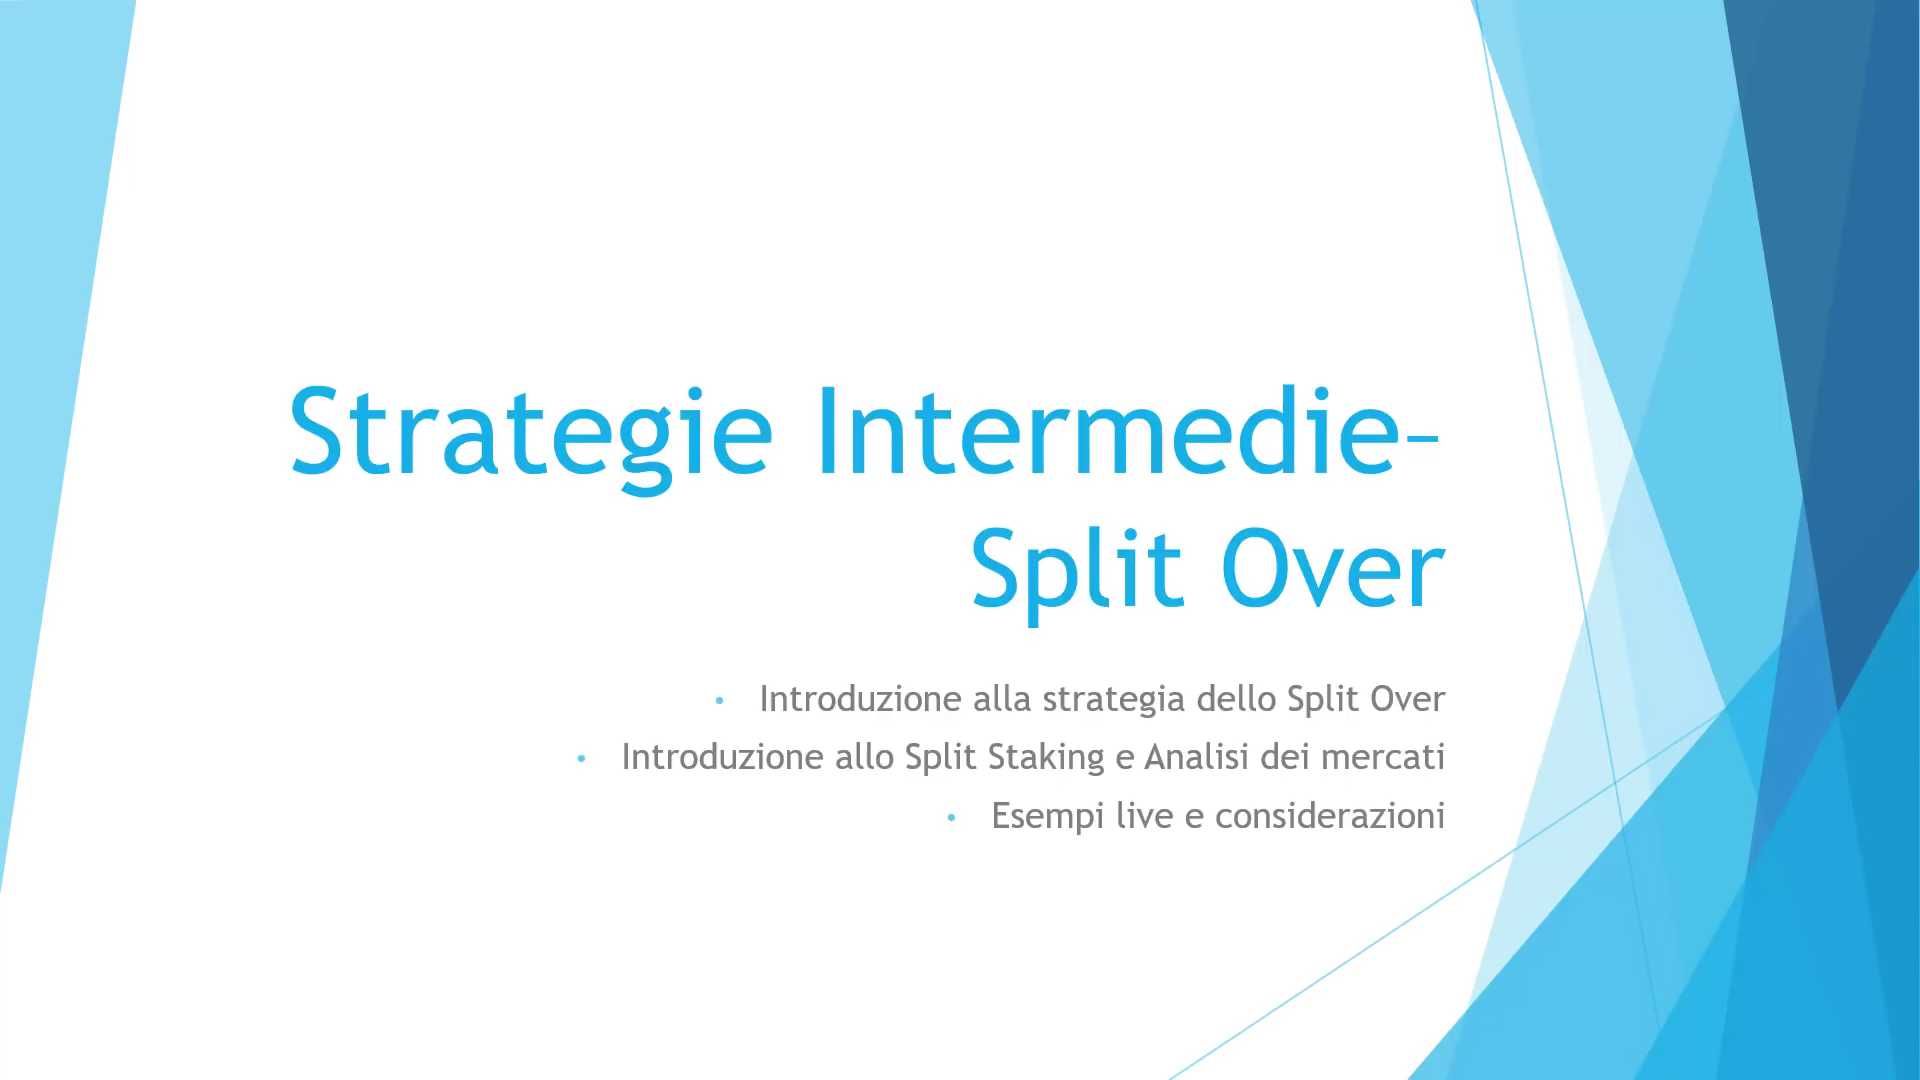 Strategie Intermedie–
Split Over
• Introduzione alla strategia dello Split Over
• Introduzione allo Split Staking e Analisi dei mercati
• Esempi live e considerazioni